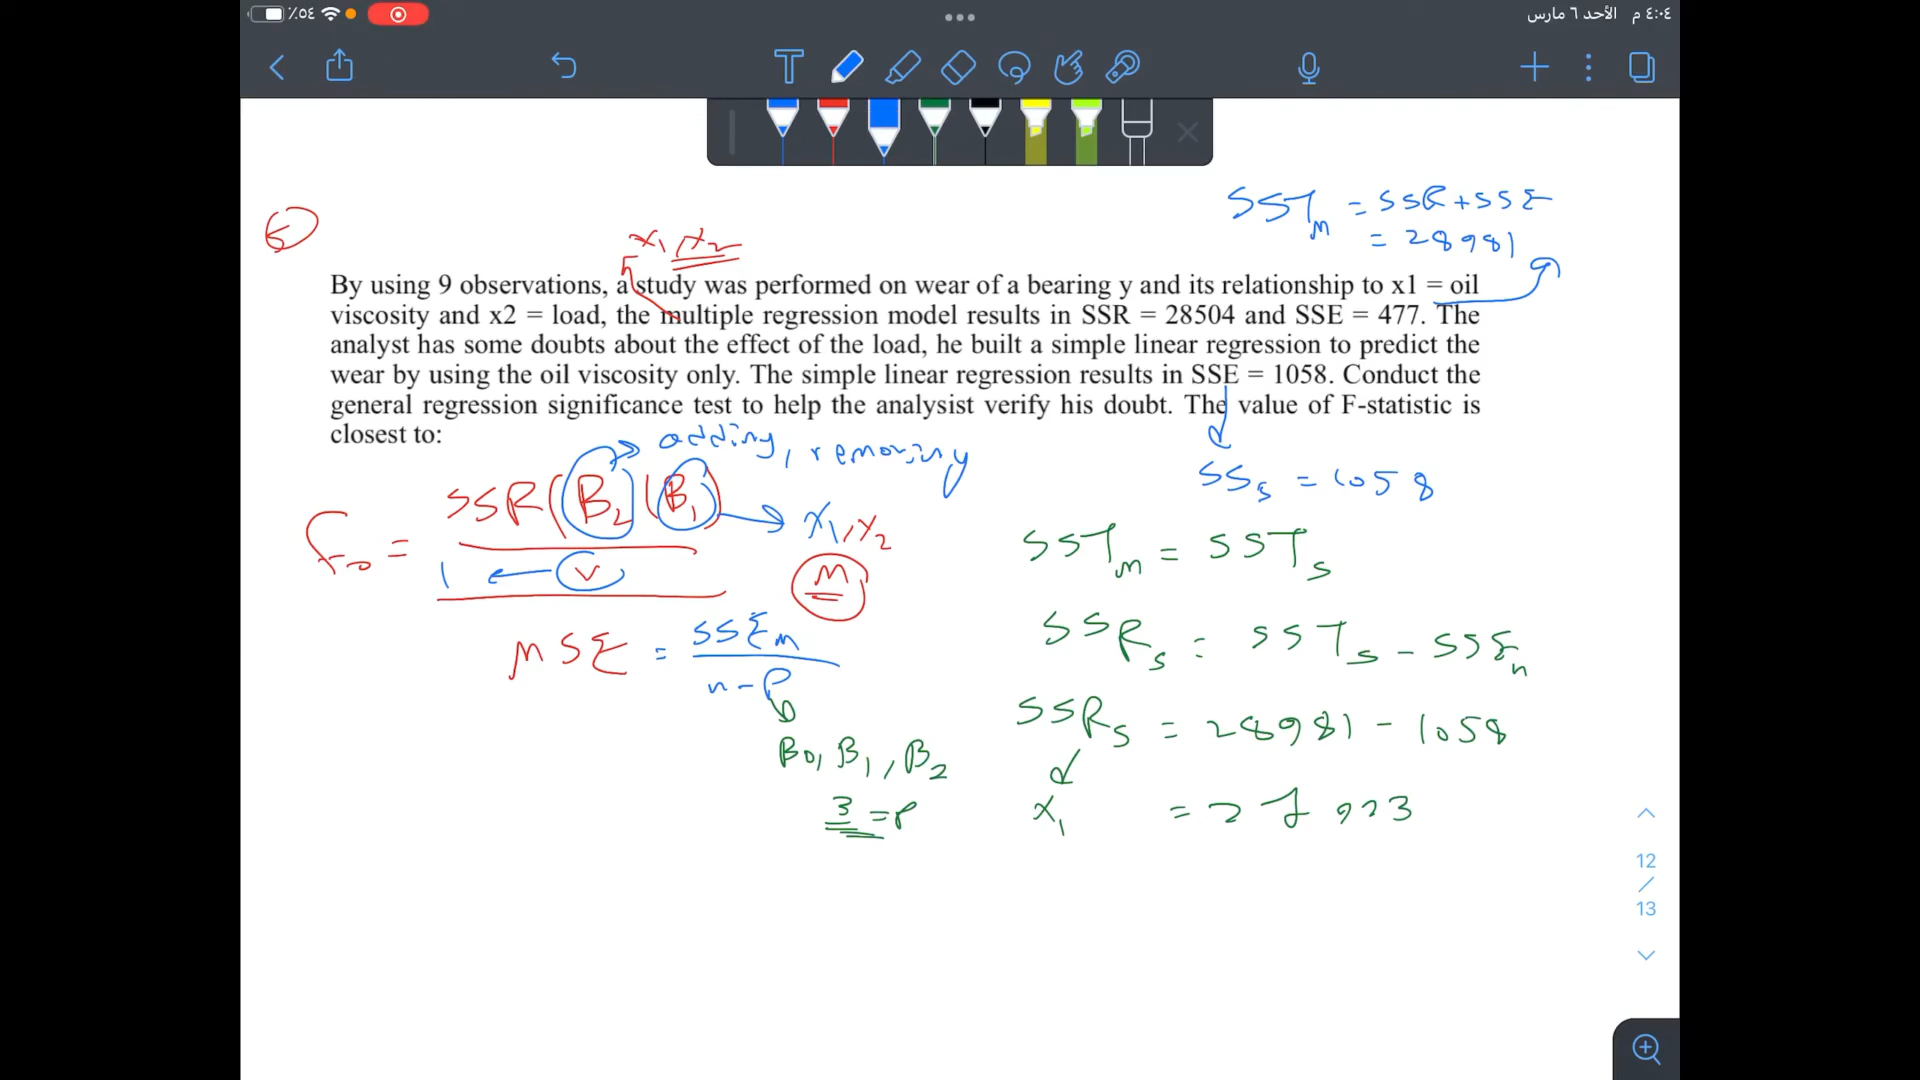 ٪٥٤
٤:٠٤ م الأحد ٦ مارس
5
SSTm = SSR + SSE
= 28981
x1, x2
By using 9 observations, a study was performed on wear of a bearing y and its relationship to x1 = oil
viscosity and x2 = load, the multiple regression model results in SSR = 28504 and SSE = 477. The
analyst has some doubts about the effect of the load, he built a simple linear regression to predict the
wear by using the oil viscosity only. The simple linear regression results in SSE = 1058. Conduct the
general regression significance test to help the analysist verify his doubt. The value of F-statistic is
closest to:
adding, removing
SSs = 1058
F0 = SSR(B2 | B1)
x1, x2
1 ← v
m
MSE = SSEm
n - P
B0, B1, B2
3 = P
SSTm = SSTs
SSRs = SSTs - SSEn
SSRs = 28981 - 1058
x1 = 27923
12
/
13